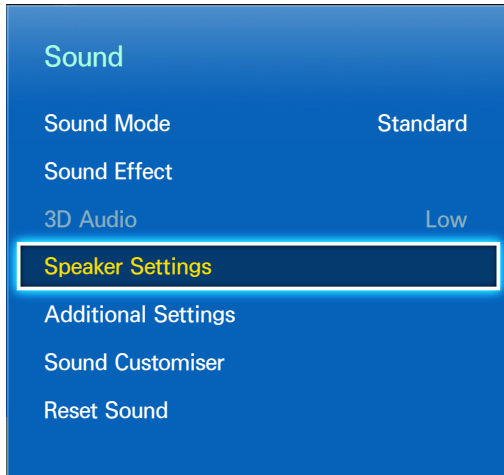 Sound
Sound Mode Standard
Sound Effect
3D Audio Low
Speaker Settings
Additional Settings
Sound Customiser
Reset Sound